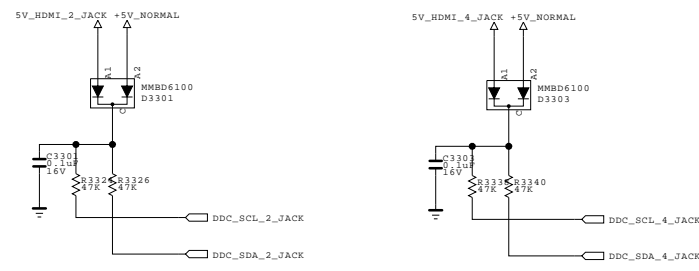 5V_HDMI_2_JACK +5V_NORMAL
A1
A2
MMBD6100
D3301
C
C3301
0.1uF
16V
R3326
47K
47K
DDC_SCL_2_JACK
DDC_SDA_2_JACK
5V_HDMI_4_JACK +5V_NORMAL
A1
A2
MMBD6100
D3303
C
C3303
0.1uF
16V
R3340
47K
47K
DDC_SCL_4_JACK
DDC_SDA_4_JACK